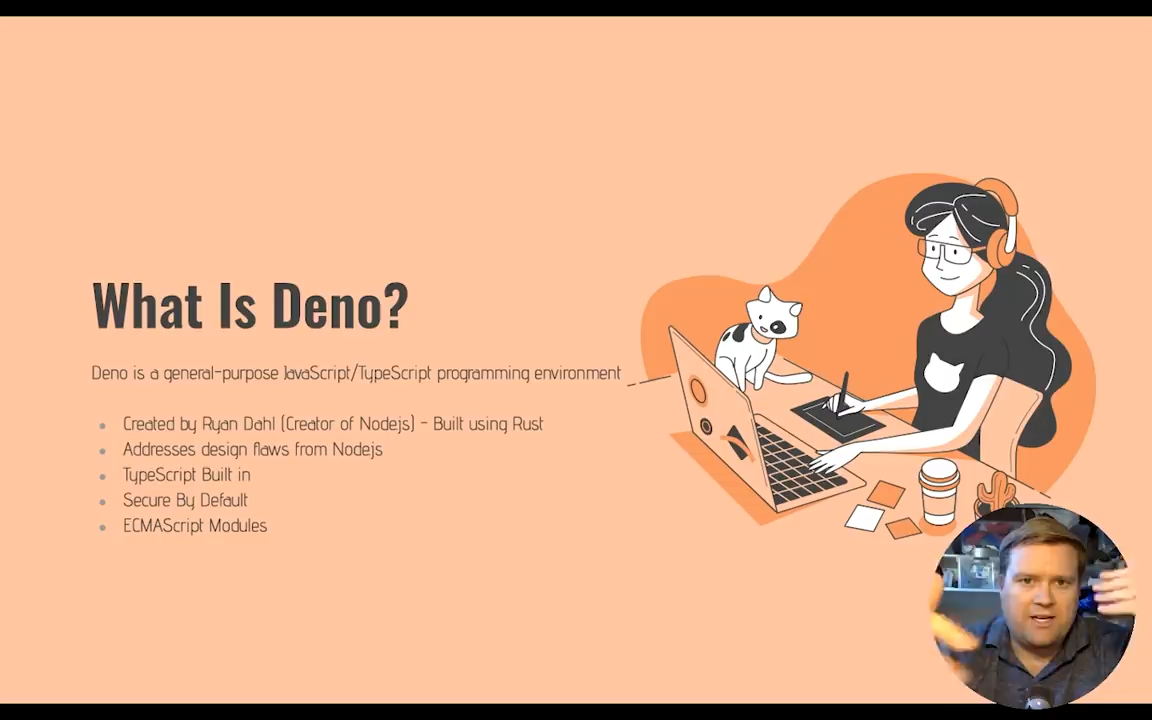 What Is Deno?
Deno is a general-purpose JavaScript/TypeScript programming environment
Created by Ryan Dahl (Creator of Nodejs) - Built using Rust
Addresses design flaws from Nodejs
TypeScript Built in
Secure By Default
ECMAScript Modules